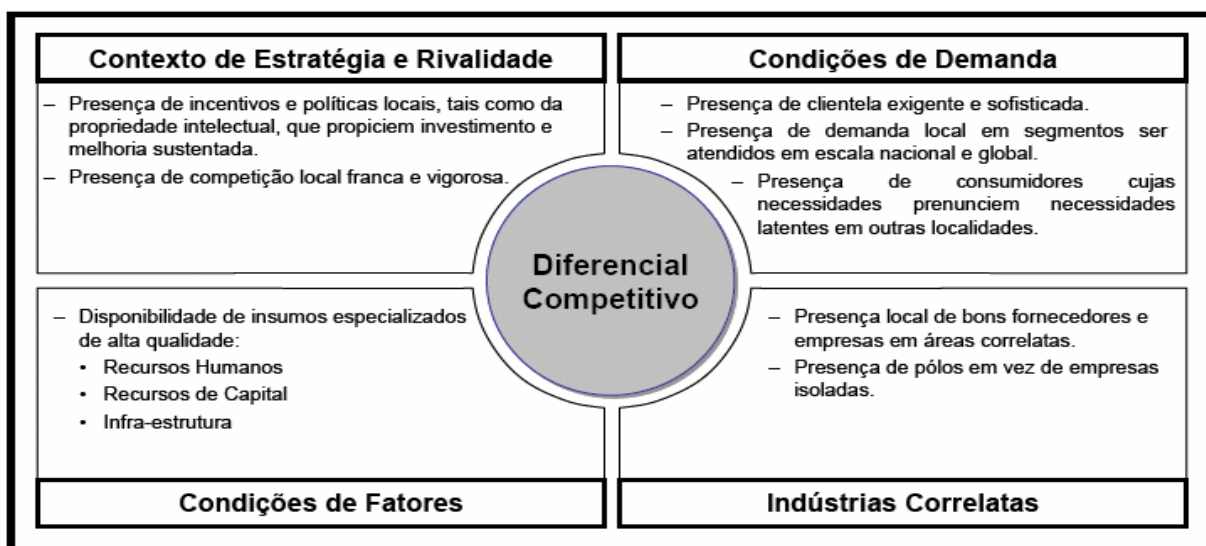 Contexto de Estratégia e Rivalidade
– Presença de incentivos e políticas locais, tais como da
propriedade intelectual, que propiciem investimento e
melhoria sustentada.
– Presença de competição local franca e vigorosa.
Condições de Demanda
– Presença de clientela exigente e sofisticada.
– Presença de demanda local em segmentos ser
atendidos em escala nacional e global.
– Presença de consumidores cujas
necessidades prenunciem necessidades
latentes em outras localidades.
Diferencial
Competitivo
– Disponibilidade de insumos especializados
de alta qualidade:
• Recursos Humanos
• Recursos de Capital
• Infra-estrutura
Condições de Fatores
– Presença local de bons fornecedores e
empresas em áreas correlatas.
– Presença de pólos em vez de empresas
isoladas.
Indústrias Correlatas